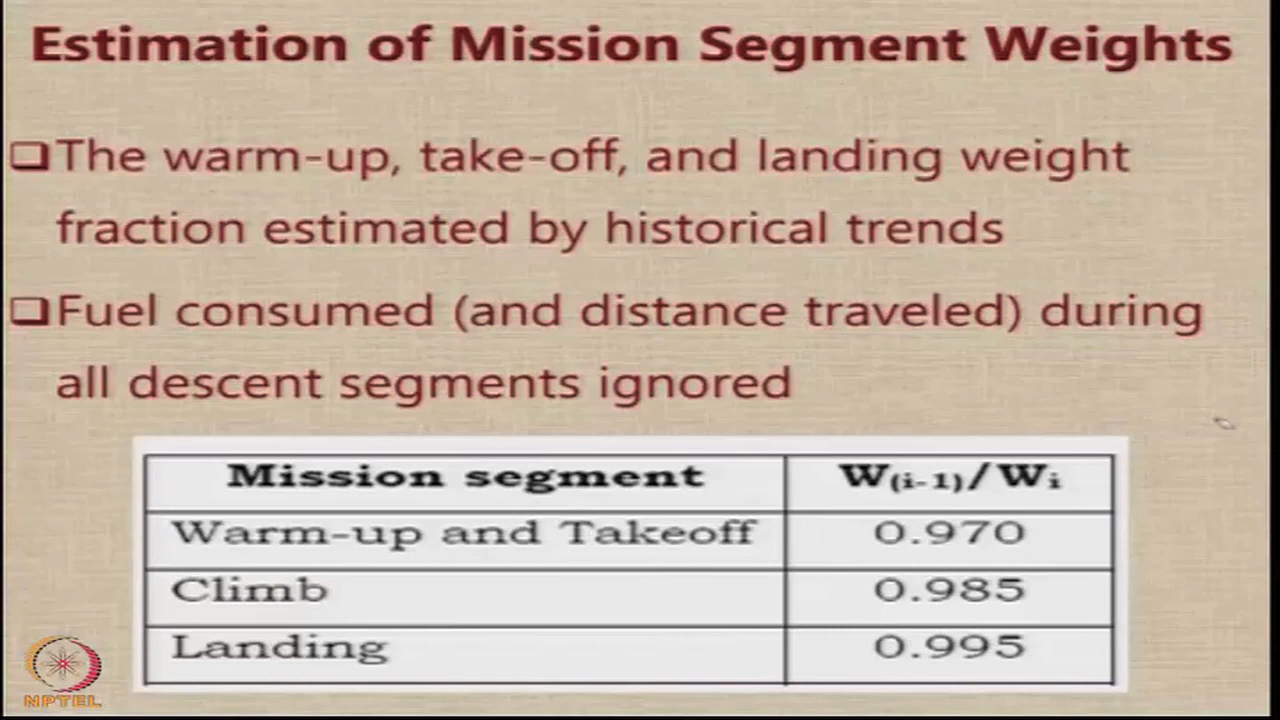 Estimation of Mission Segment Weights
❑The warm-up, take-off, and landing weight
fraction estimated by historical trends
❑Fuel consumed (and distance traveled) during
all descent segments ignored
Mission segment W(i-1)/Wi
Warm-up and Takeoff 0.970
Climb 0.985
Landing 0.995
NPTEL